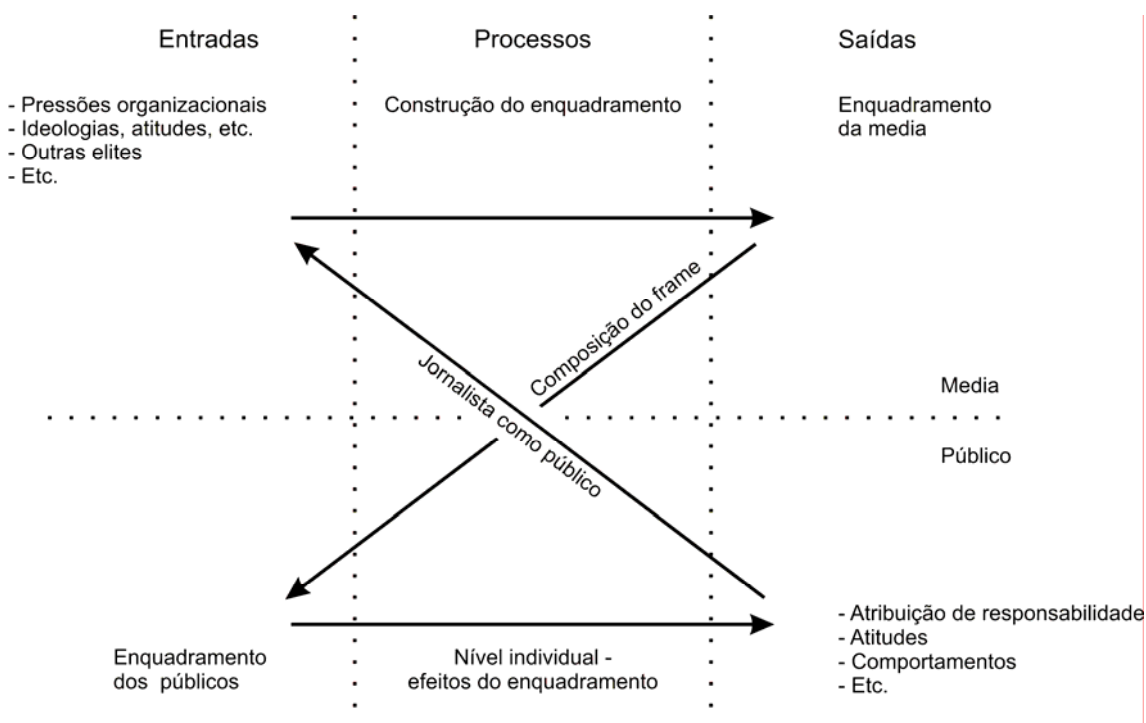 Entradas
Processos
Saídas
- Pressões organizacionais
- Ideologias, atitudes, etc.
- Outras elites
- Etc.
Construção do enquadramento
Enquadramento
da media
Composição do frame
Jornalista como público
Media
Público
Enquadramento
dos públicos
Nível individual -
efeitos do enquadramento
- Atribuição de responsabilidade
- Atitudes
- Comportamentos
- Etc.